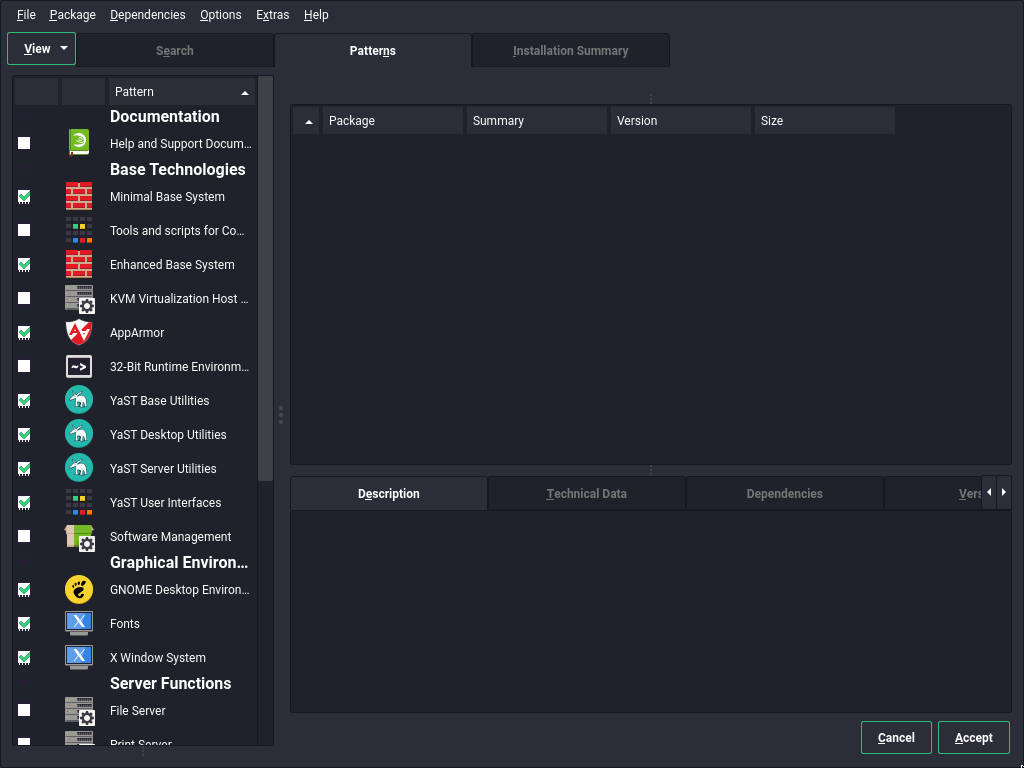 File Package Dependencies Options Extras Help
View Search Patterns Installation Summary
Pattern
Documentation
Help and Support Docum...
Base Technologies
Minimal Base System
Tools and scripts for Co...
Enhanced Base System
KVM Virtualization Host ...
AppArmor
32-Bit Runtime Environm...
YaST Base Utilities
YaST Desktop Utilities
YaST Server Utilities
YaST User Interfaces
Software Management
Graphical Environ...
GNOME Desktop Environ...
Fonts
X Window System
Server Functions
File Server
Print Server
Package Summary Version Size
Description Technical Data Dependencies Vers
Cancel Accept